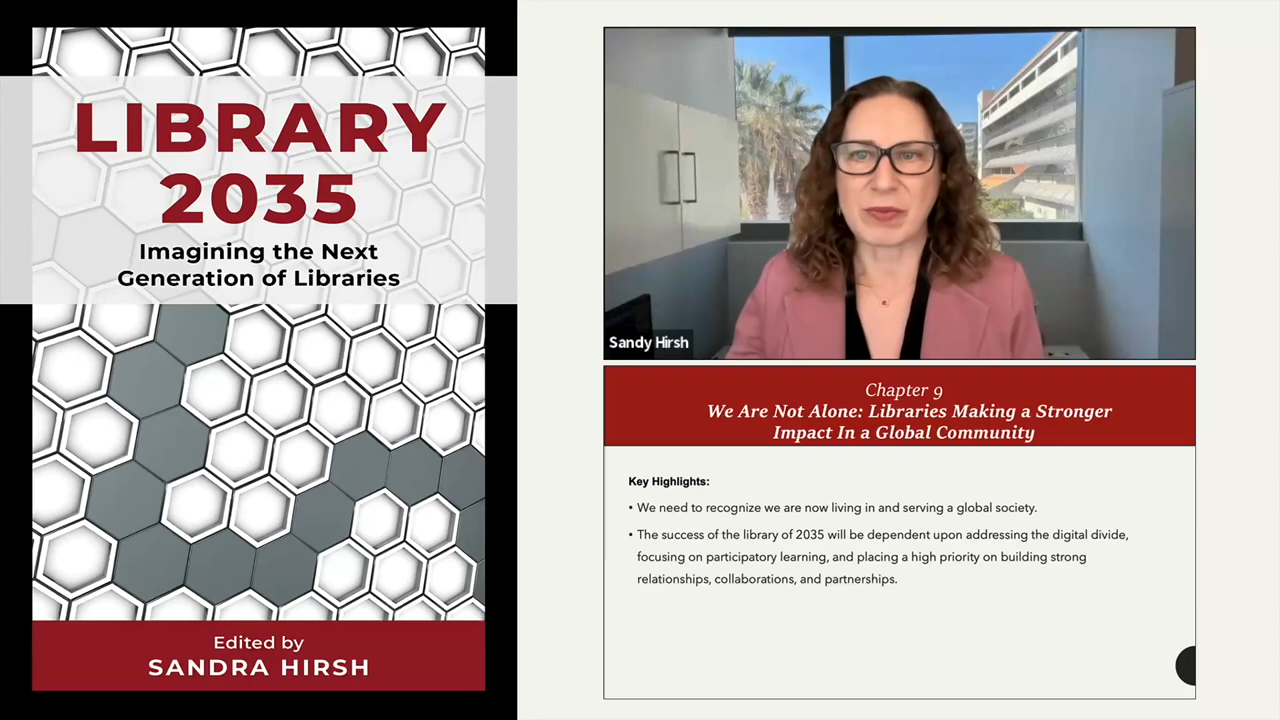 LIBRARY
2035
Imagining the Next
Generation of Libraries
Edited by
SANDRA HIRSH
Sandy Hirsh
Chapter 9
We Are Not Alone: Libraries Making a Stronger
Impact In a Global Community
Key Highlights:
• We need to recognize we are now living in and serving a global society.
• The success of the library of 2035 will be dependent upon addressing the digital divide,
focusing on participatory learning, and placing a high priority on building strong
relationships, collaborations, and partnerships.